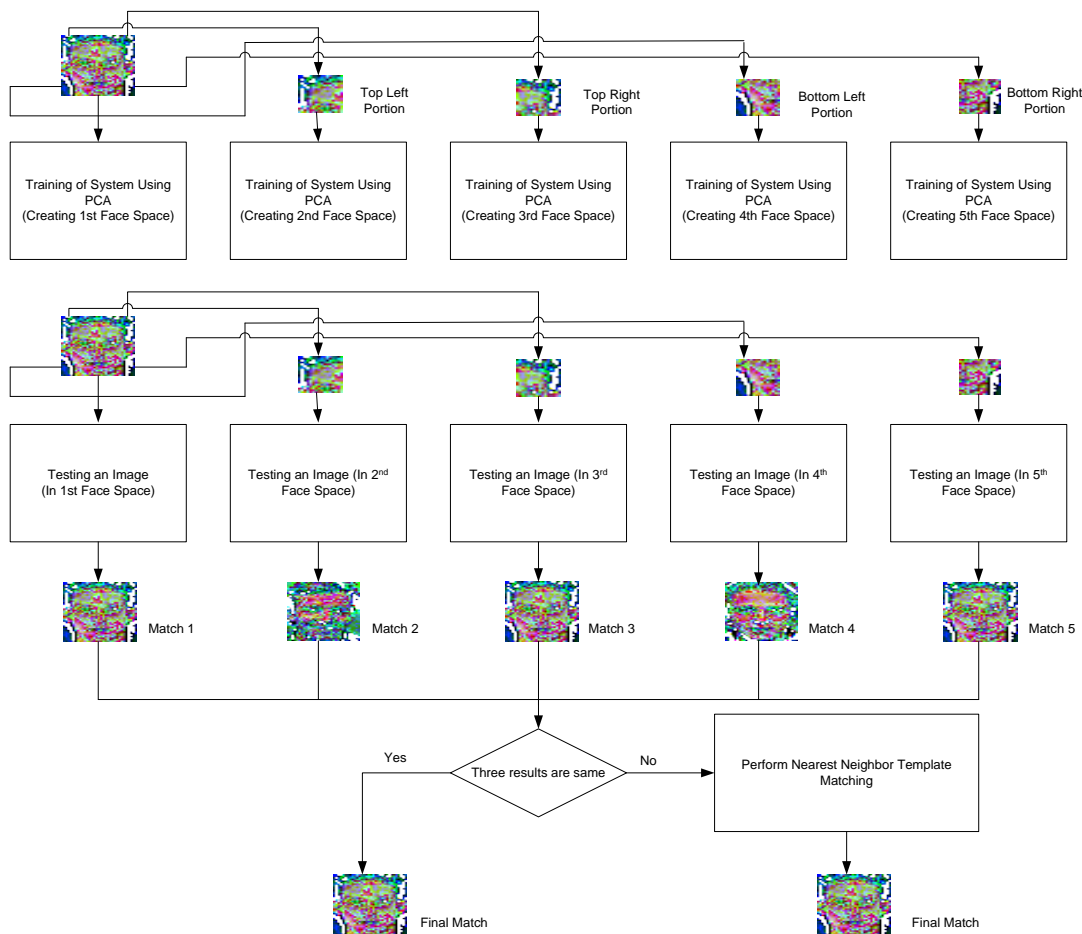 Top Left
Portion
Top Right
Portion
Bottom Left
Portion
Bottom Right
Portion
Training of System Using
PCA
(Creating 1st Face Space)
Training of System Using
PCA
(Creating 2nd Face Space)
Training of System Using
PCA
(Creating 3rd Face Space)
Training of System Using
PCA
(Creating 4th Face Space)
Training of System Using
PCA
(Creating 5th Face Space)
Testing an Image
(In 1st Face Space)
Testing an Image (In 2nd
Face Space)
Testing an Image (In 3rd
Face Space)
Testing an Image (In 4th
Face Space)
Testing an Image (In 5th
Face Space)
Match 1
Match 2
Match 3
Match 4
Match 5
Yes
Three results are same
No
Perform Nearest Neighbor Template
Matching
Final Match
Final Match